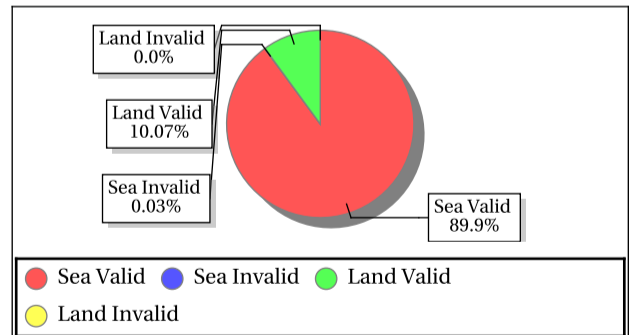 Land Invalid
0.0%
Land Valid
10.07%
Sea Invalid
0.03%
Sea Valid
89.9%
Sea Valid Sea Invalid Land Valid
Land Invalid